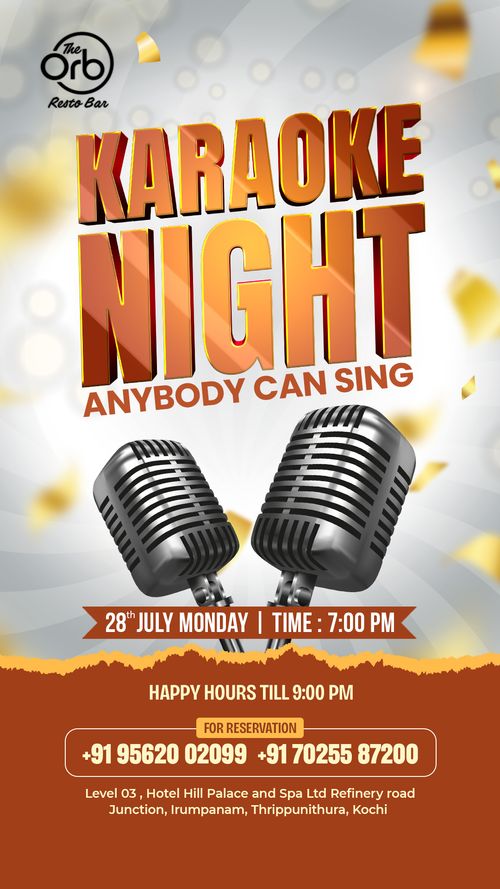 The
Orb
Resto Bar
KARAOKE
NIGHT
ANYBODY CAN SING
28th JULY MONDAY | TIME : 7:00 PM
HAPPY HOURS TILL 9:00 PM
FOR RESERVATION
+91 95620 02099 +91 70255 87200
Level 03 , Hotel Hill Palace and Spa Ltd Refinery road
Junction, Irumpanam, Thrippunithura, Kochi